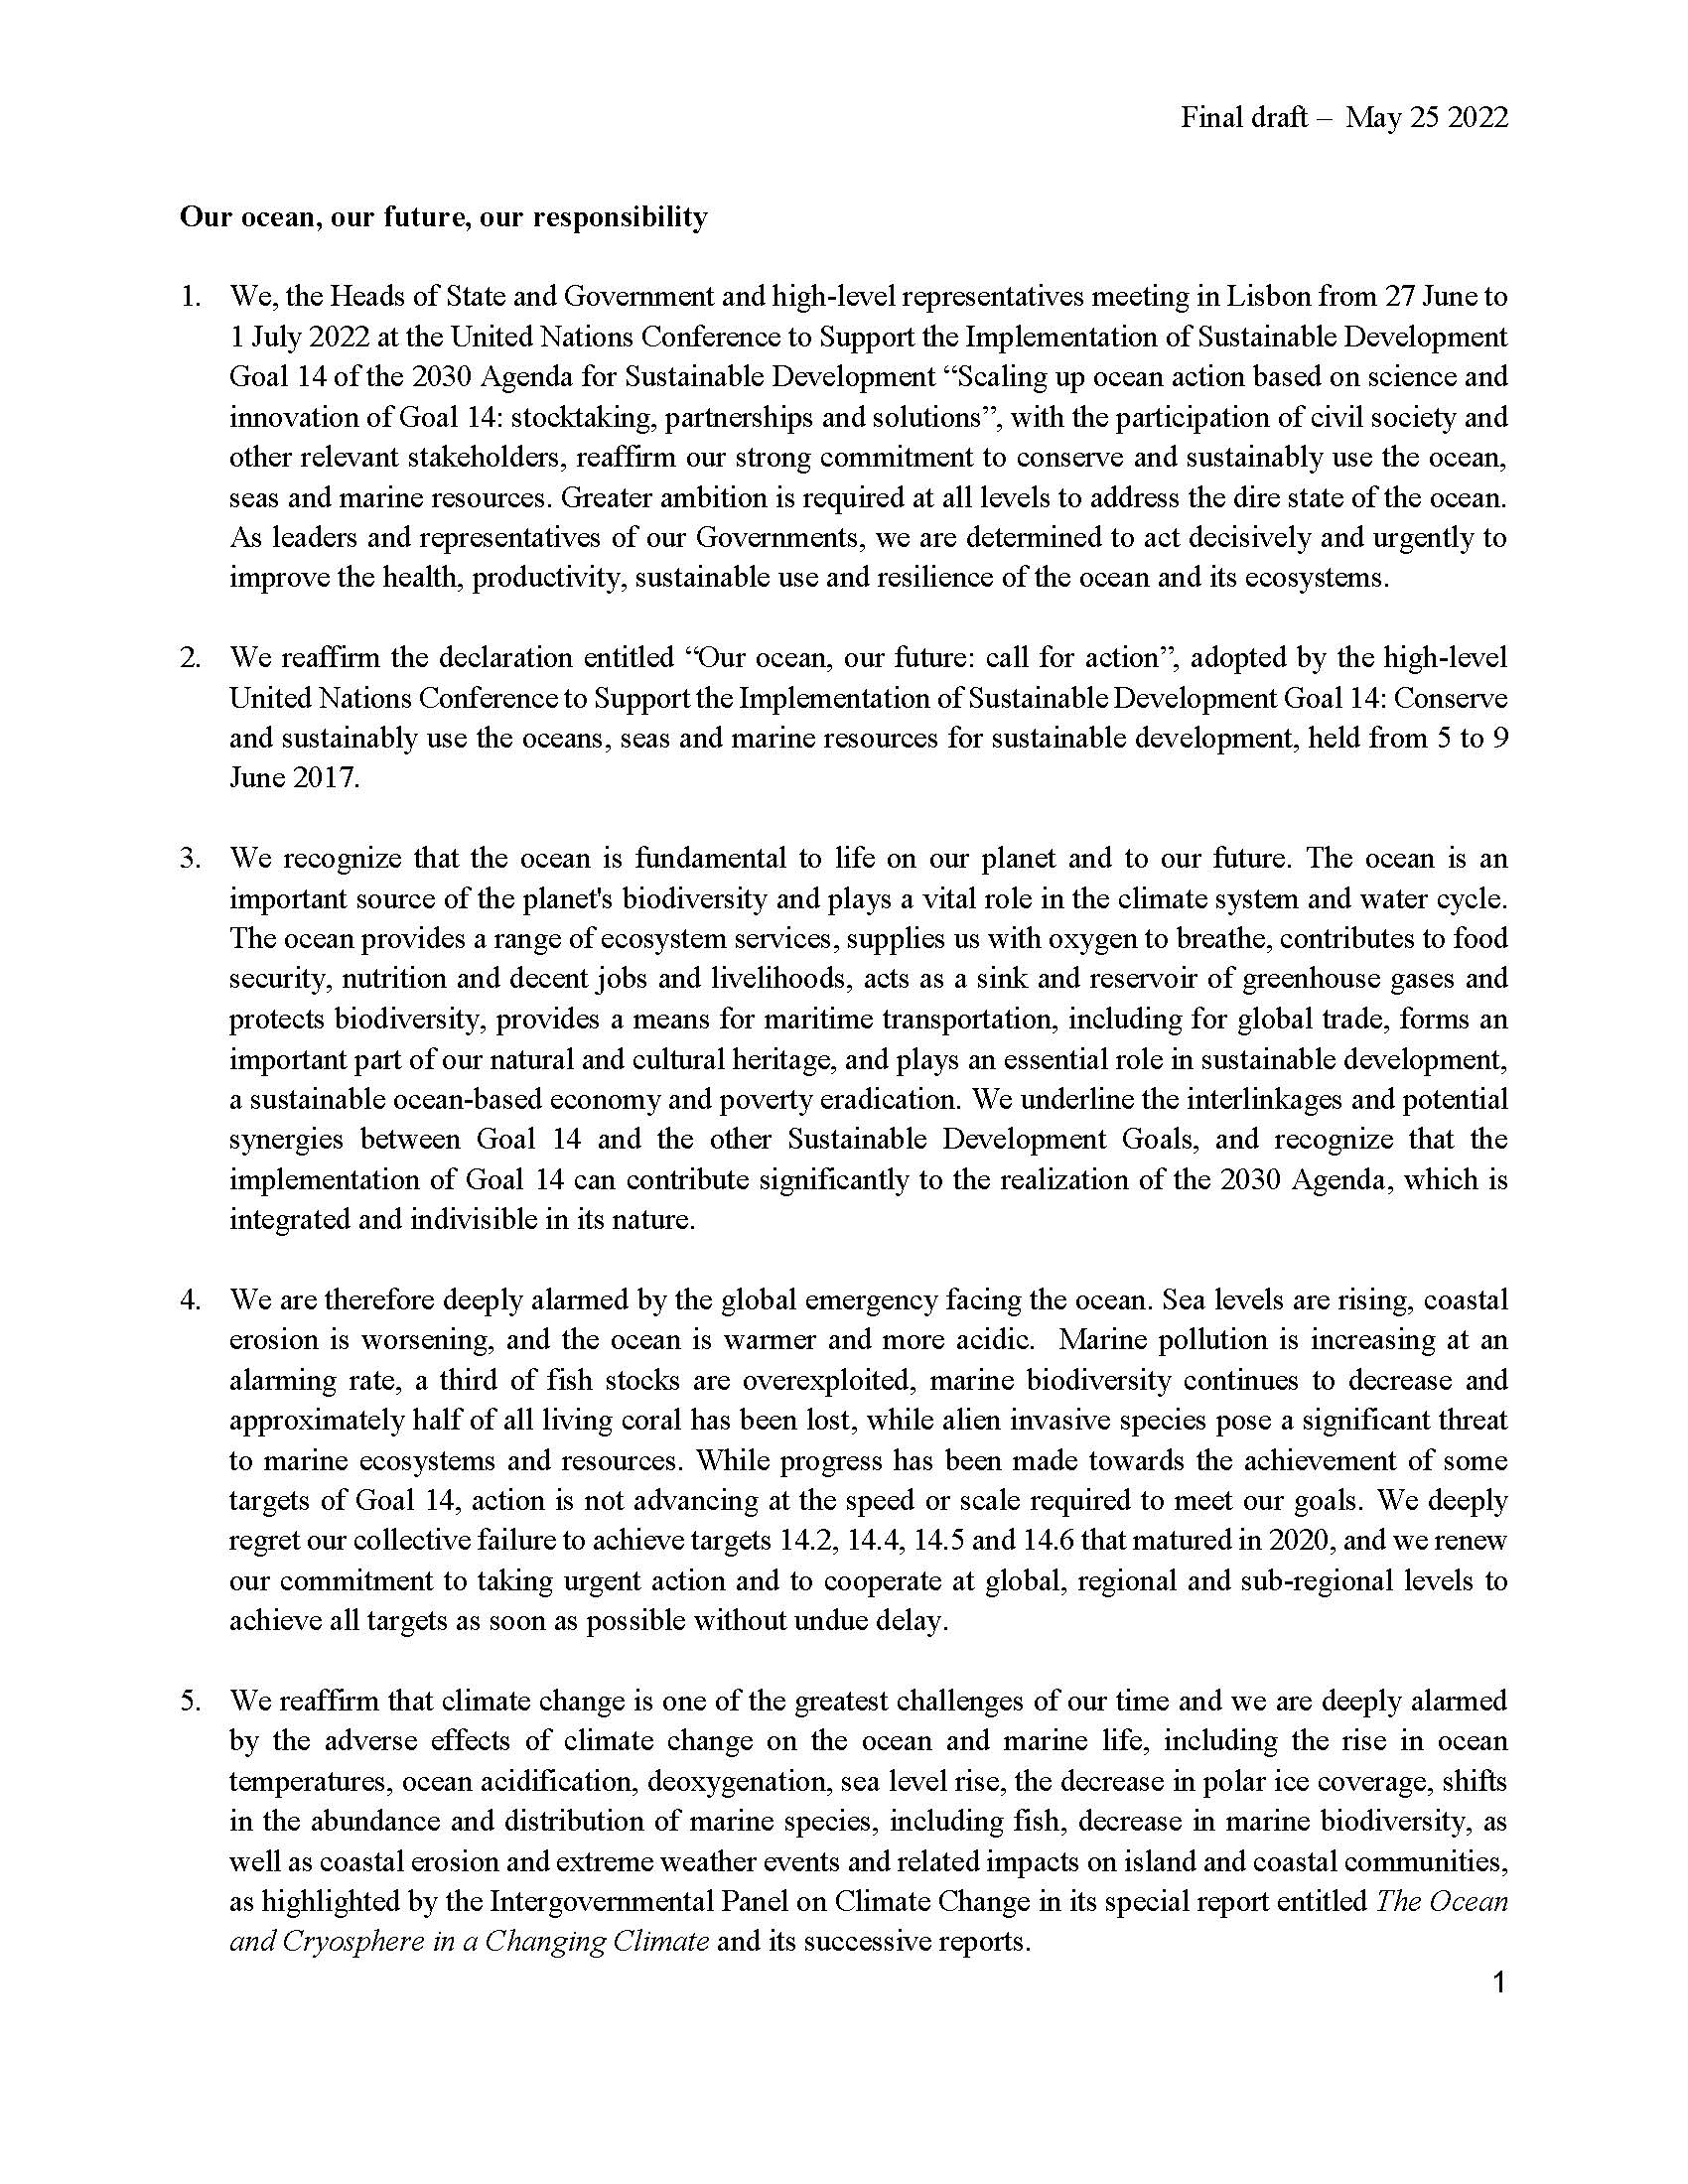 Final draft – May 25 2022
Our ocean, our future, our responsibility
1. We, the Heads of State and Government and high-level representatives meeting in Lisbon from 27 June to
1 July 2022 at the United Nations Conference to Support the Implementation of Sustainable Development
Goal 14 of the 2030 Agenda for Sustainable Development “Scaling up ocean action based on science and
innovation of Goal 14: stocktaking, partnerships and solutions”, with the participation of civil society and
other relevant stakeholders, reaffirm our strong commitment to conserve and sustainably use the ocean,
seas and marine resources. Greater ambition is required at all levels to address the dire state of the ocean.
As leaders and representatives of our Governments, we are determined to act decisively and urgently to
improve the health, productivity, sustainable use and resilience of the ocean and its ecosystems.
2. We reaffirm the declaration entitled “Our ocean, our future: call for action”, adopted by the high-level
United Nations Conference to Support the Implementation of Sustainable Development Goal 14: Conserve
and sustainably use the oceans, seas and marine resources for sustainable development, held from 5 to 9
June 2017.
3. We recognize that the ocean is fundamental to life on our planet and to our future. The ocean is an
important source of the planet's biodiversity and plays a vital role in the climate system and water cycle.
The ocean provides a range of ecosystem services, supplies us with oxygen to breathe, contributes to food
security, nutrition and decent jobs and livelihoods, acts as a sink and reservoir of greenhouse gases and
protects biodiversity, provides a means for maritime transportation, including for global trade, forms an
important part of our natural and cultural heritage, and plays an essential role in sustainable development,
a sustainable ocean-based economy and poverty eradication. We underline the interlinkages and potential
synergies between Goal 14 and the other Sustainable Development Goals, and recognize that the
implementation of Goal 14 can contribute significantly to the realization of the 2030 Agenda, which is
integrated and indivisible in its nature.
4. We are therefore deeply alarmed by the global emergency facing the ocean. Sea levels are rising, coastal
erosion is worsening, and the ocean is warmer and more acidic. Marine pollution is increasing at an
alarming rate, a third of fish stocks are overexploited, marine biodiversity continues to decrease and
approximately half of all living coral has been lost, while alien invasive species pose a significant threat
to marine ecosystems and resources. While progress has been made towards the achievement of some
targets of Goal 14, action is not advancing at the speed or scale required to meet our goals. We deeply
regret our collective failure to achieve targets 14.2, 14.4, 14.5 and 14.6 that matured in 2020, and we renew
our commitment to taking urgent action and to cooperate at global, regional and sub-regional levels to
achieve all targets as soon as possible without undue delay.
5. We reaffirm that climate change is one of the greatest challenges of our time and we are deeply alarmed
by the adverse effects of climate change on the ocean and marine life, including the rise in ocean
temperatures, ocean acidification, deoxygenation, sea level rise, the decrease in polar ice coverage, shifts
in the abundance and distribution of marine species, including fish, decrease in marine biodiversity, as
well as coastal erosion and extreme weather events and related impacts on island and coastal communities,
as highlighted by the Intergovernmental Panel on Climate Change in its special report entitled The Ocean
and Cryosphere in a Changing Climate and its successive reports.
1